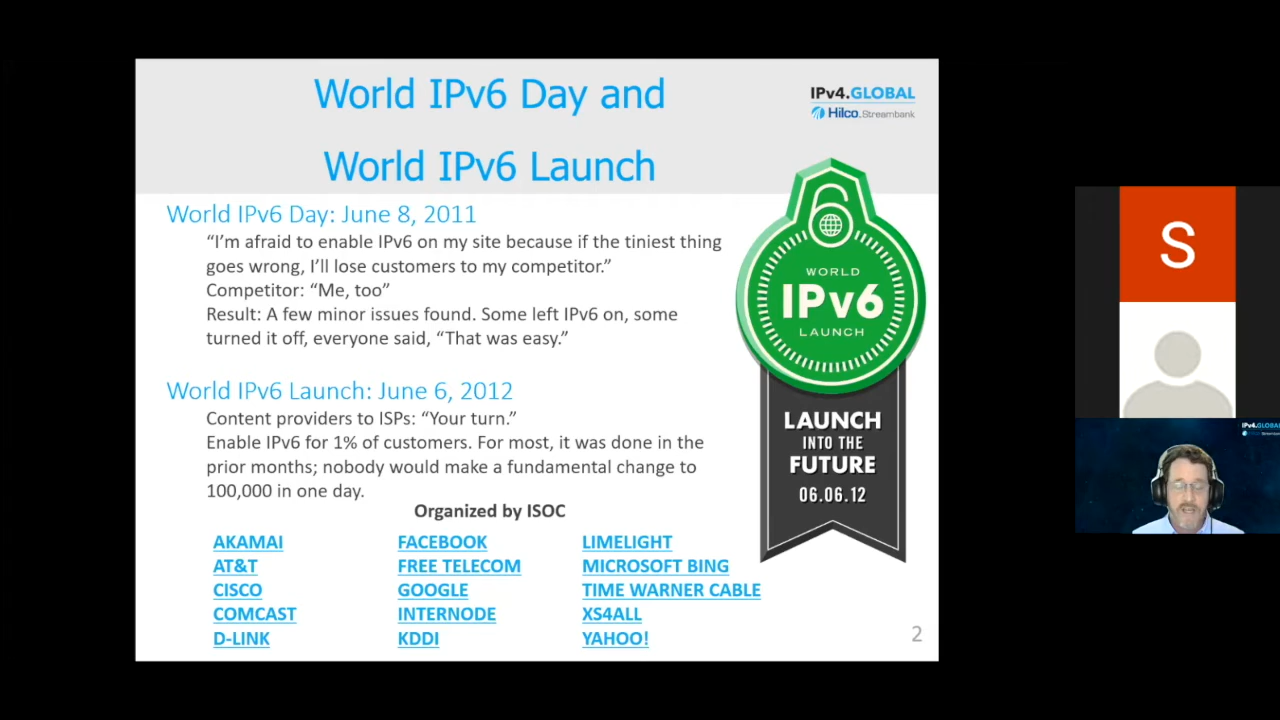 World IPv6 Day and
World IPv6 Launch
IPv4.GLOBAL
Hilco.Streambank
World IPv6 Day: June 8, 2011
“I’m afraid to enable IPv6 on my site because if the tiniest thing
goes wrong, I’ll lose customers to my competitor.”
Competitor: “Me, too”
Result: A few minor issues found. Some left IPv6 on, some
turned it off, everyone said, “That was easy.”
World IPv6 Launch: June 6, 2012
Content providers to ISPs: “Your turn.”
Enable IPv6 for 1% of customers. For most, it was done in the
prior months; nobody would make a fundamental change to
100,000 in one day.
Organized by ISOC
AKAMAI
AT&T
CISCO
COMCAST
D-LINK
FACEBOOK
FREE TELECOM
GOOGLE
INTERNODE
KDDI
LIMELIGHT
MICROSOFT BING
TIME WARNER CABLE
XS4ALL
YAHOO!
6
WORLD
IPv6
LAUNCH
LAUNCH
INTO THE
FUTURE
06.06.12
2
S
IPv4.GLOBAL
Hilco.Streambank